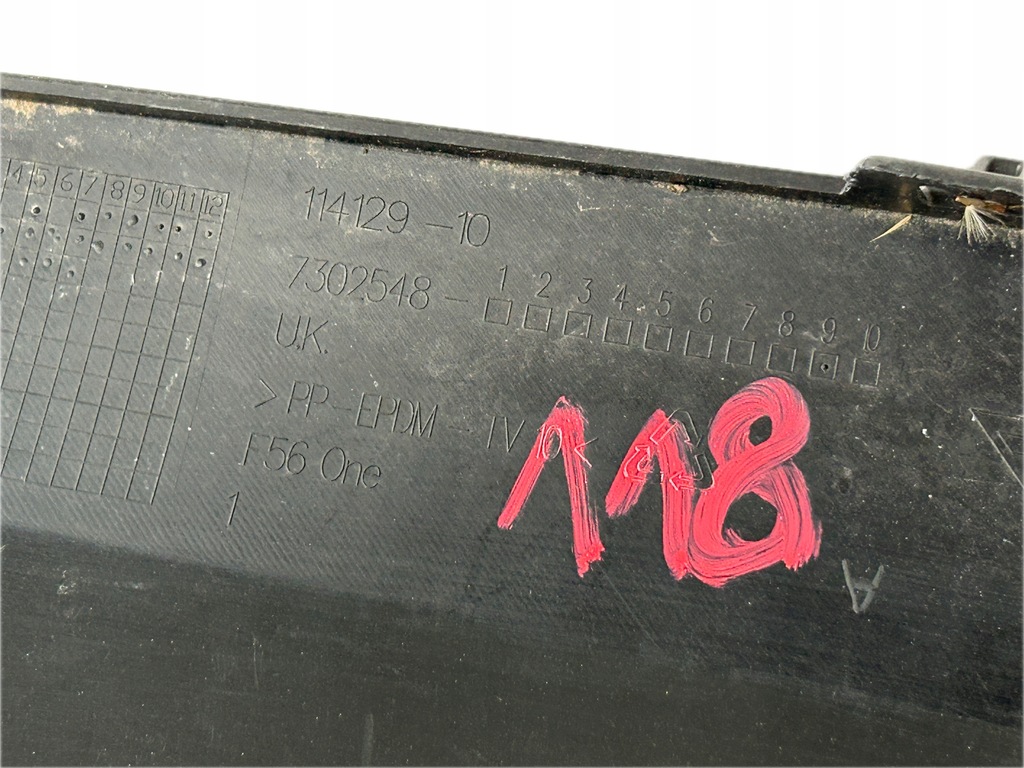 4 5 6 7 8 9 10 11 12
114129-10
7302548- 1 2 3 4 5 6 7 8 9 10
U.K.
>PP-EPDM-TV10<
F56 One
1
118
A